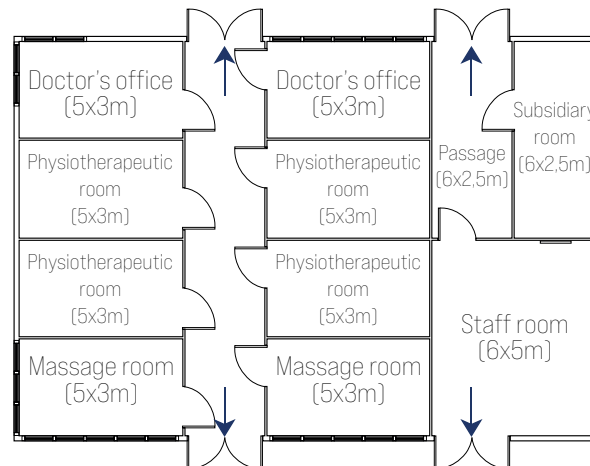 Doctor's office
(5x3m)
Doctor's office
(5x3m)
Subsidiary
room
(6x2,5m)
Passage
(6x2,5m)
Physiotherapeutic
room
(5x3m)
Physiotherapeutic
room
(5x3m)
Physiotherapeutic
room
(5x3m)
Physiotherapeutic
room
(5x3m)
Staff room
(6x5m)
Massage room
(5x3m)
Massage room
(5x3m)